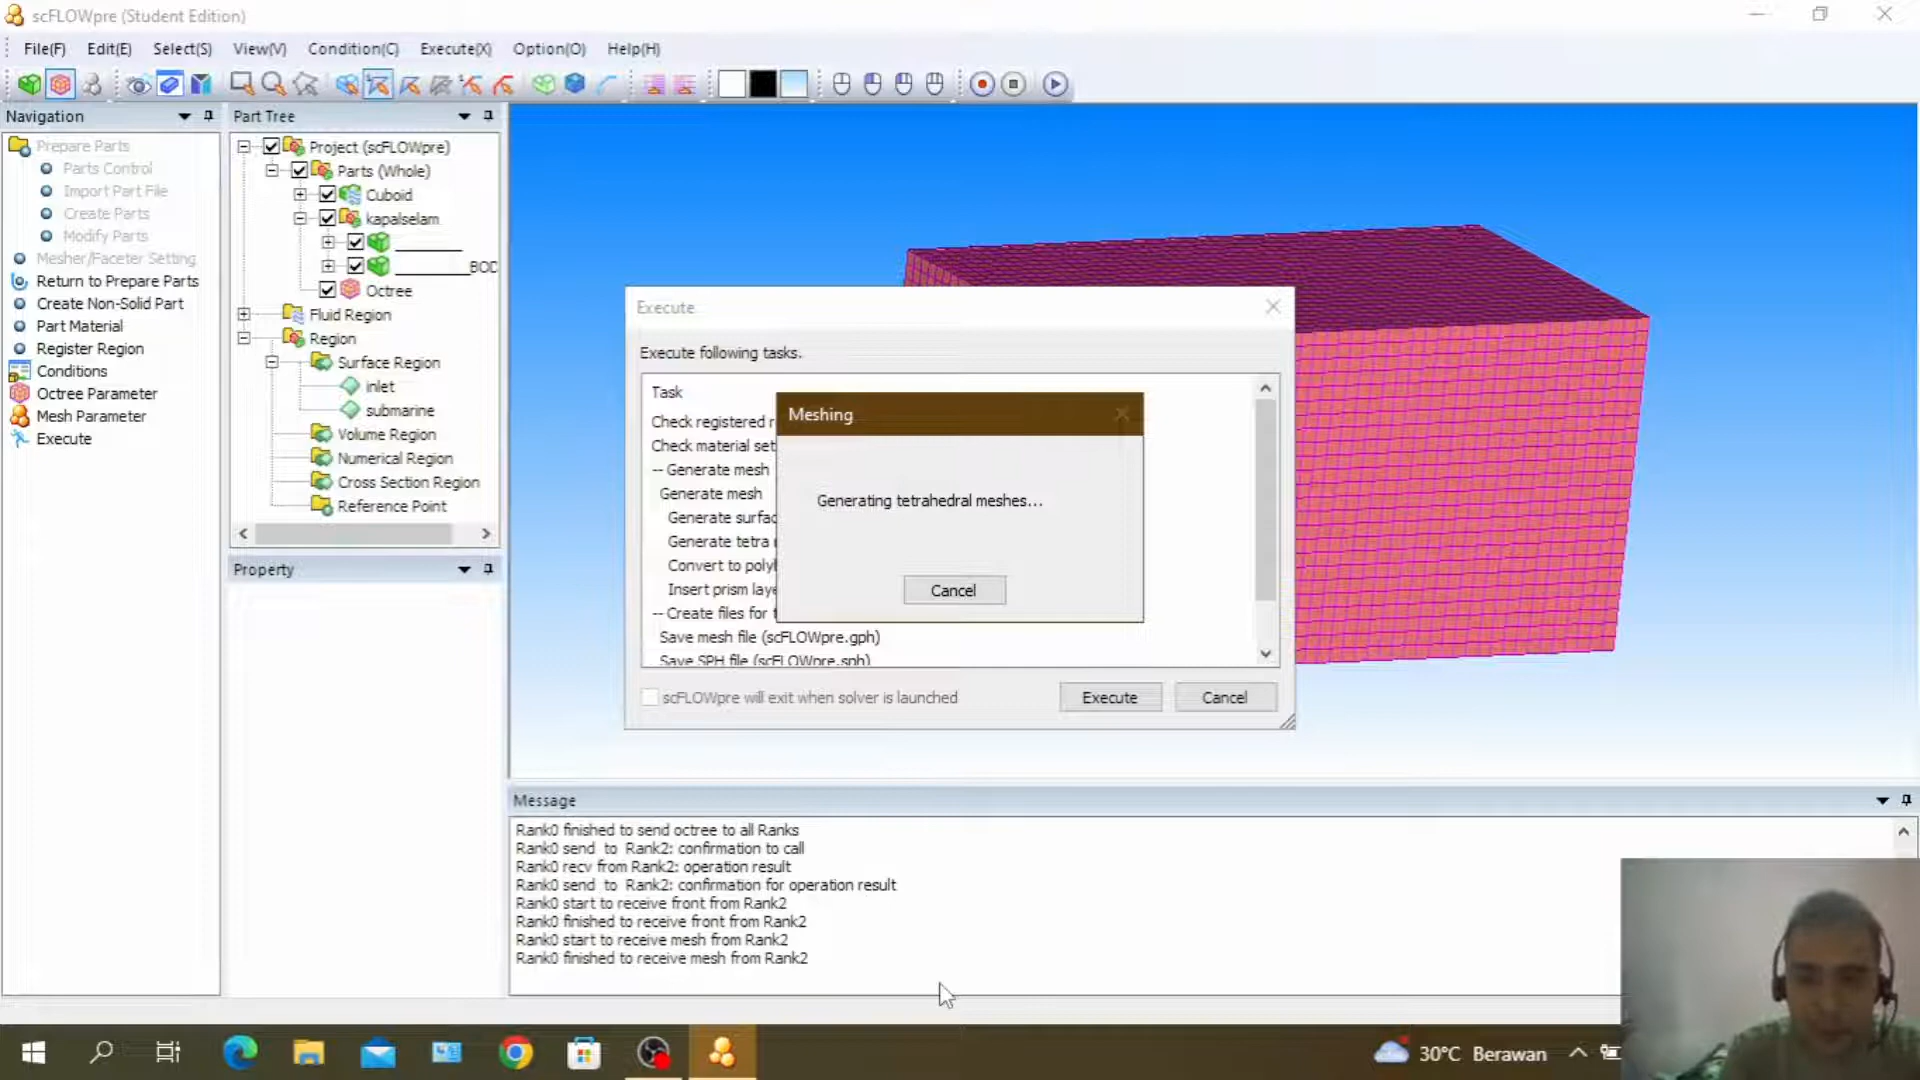 scFLOWpre (Student Edition)
File(F) Edit(E) Select(S) View(V) Condition(C) Execute(X) Option(O) Help(H)
Navigation
Prepare Parts
Parts Control
Import Part File
Create Parts
Modify Parts
Mesher/Faceter Setting
Return to Prepare Parts
Create Non-Solid Part
Part Material
Register Region
Conditions
Octree Parameter
Mesh Parameter
Execute
Part Tree
Project (scFLOWpre)
Parts (Whole)
Cuboid
kapalselam
_________
__________BOD
Octree
Fluid Region
Region
Surface Region
inlet
submarine
Volume Region
Numerical Region
Cross Section Region
Reference Point
Property
Execute
Execute following tasks.
Task
Check registered r
Check material set
-- Generate mesh
Generate mesh
Generate surfac
Generate tetra
Convert to poly
Insert prism laye
-- Create files for
Save mesh file (scFLOWpre.gph)
Save SPH file (scFLOWpre.sph)
scFLOWpre will exit when solver is launched
Execute
Cancel
Meshing
Generating tetrahedral meshes...
Cancel
Message
Rank0 finished to send octree to all Ranks
Rank0 send to Rank2: confirmation to call
Rank0 recv from Rank2: operation result
Rank0 send to Rank2: confirmation for operation result
Rank0 start to receive front from Rank2
Rank0 finished to receive front from Rank2
Rank0 start to receive mesh from Rank2
Rank0 finished to receive mesh from Rank2
30°C Berawan